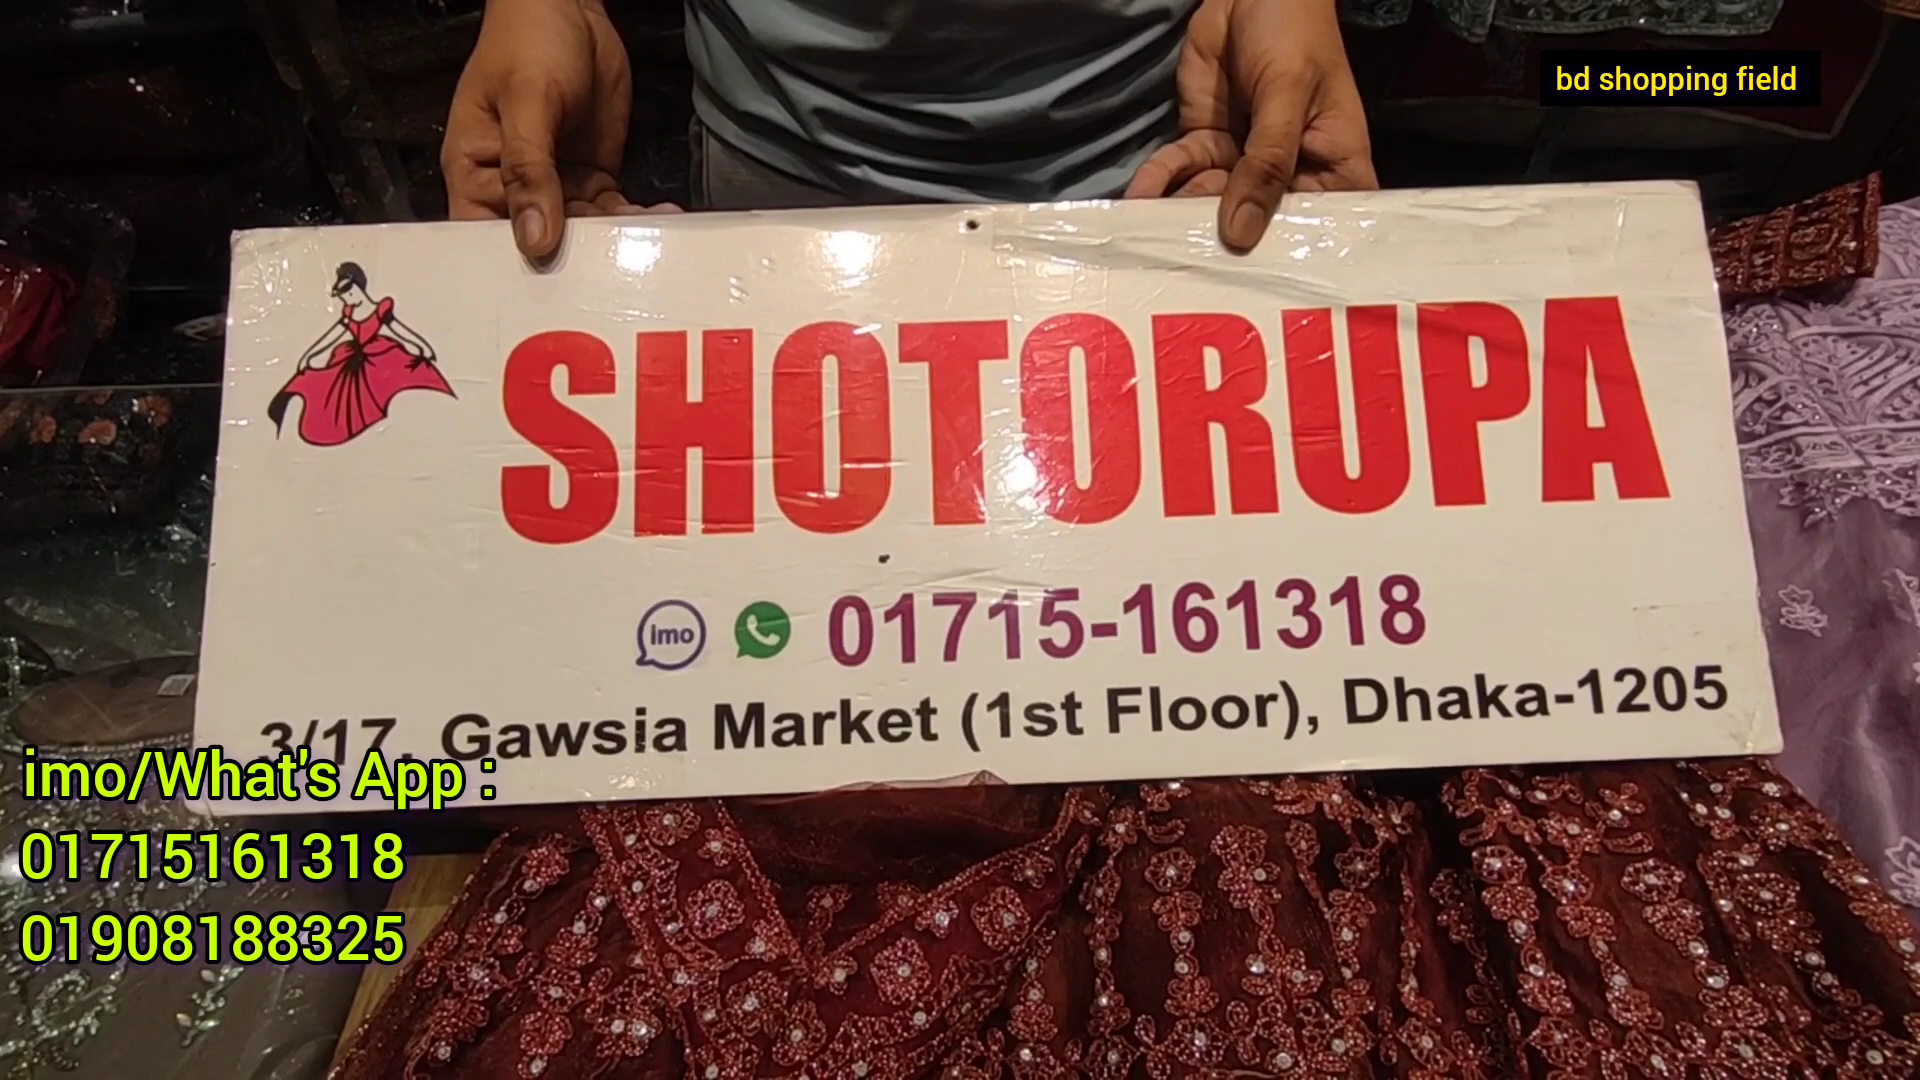 bd shopping field
SHOTORUPA
imo 01715-161318
3/17, Gawsia Market (1st Floor), Dhaka-1205
imo/What's App :
01715161318
01908188325